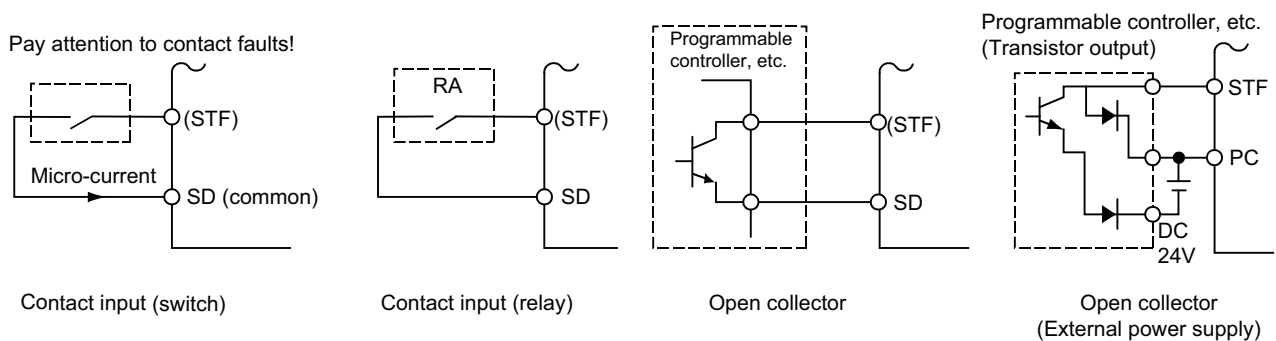 Pay attention to contact faults!
(STF)
Micro-current
SD (common)
Contact input (switch)
RA
(STF)
SD
Contact input (relay)
Programmable
controller, etc.
(STF)
SD
Open collector
Programmable controller, etc.
(Transistor output)
STF
PC
DC
24V
Open collector
(External power supply)